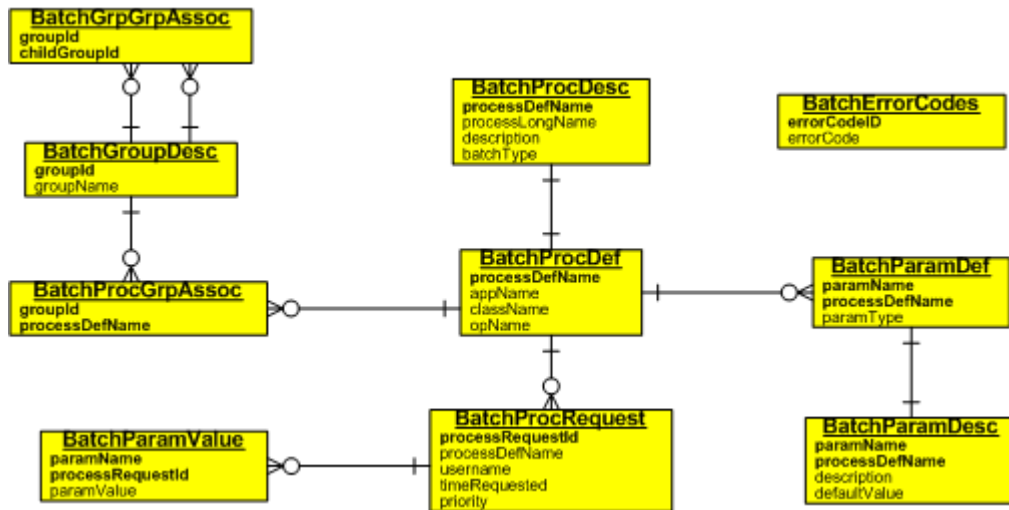 BatchGrpGrpAssoc
groupId
childGroupId
BatchProcDesc
processDefName
processLongName
description
batchType
BatchErrorCodes
errorCodeID
errorCode
BatchGroupDesc
groupId
groupName
BatchProcDef
processDefName
appName
className
opName
BatchParamDef
paramName
processDefName
paramType
BatchProcGrpAssoc
groupId
processDefName
BatchProcRequest
processRequestId
processDefName
username
timeRequested
priority
BatchParamValue
paramName
processRequestId
paramValue
BatchParamDesc
paramName
processDefName
description
defaultValue